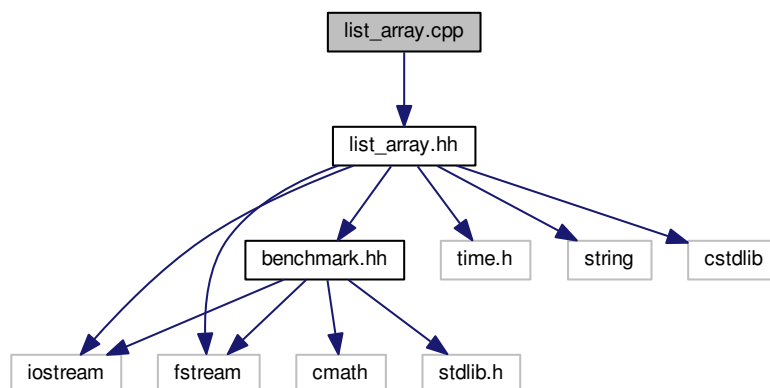 list_array.cpp
list_array.hh
benchmark.hh
time.h
string
cstdlib
iostream
fstream
cmath
stdlib.h